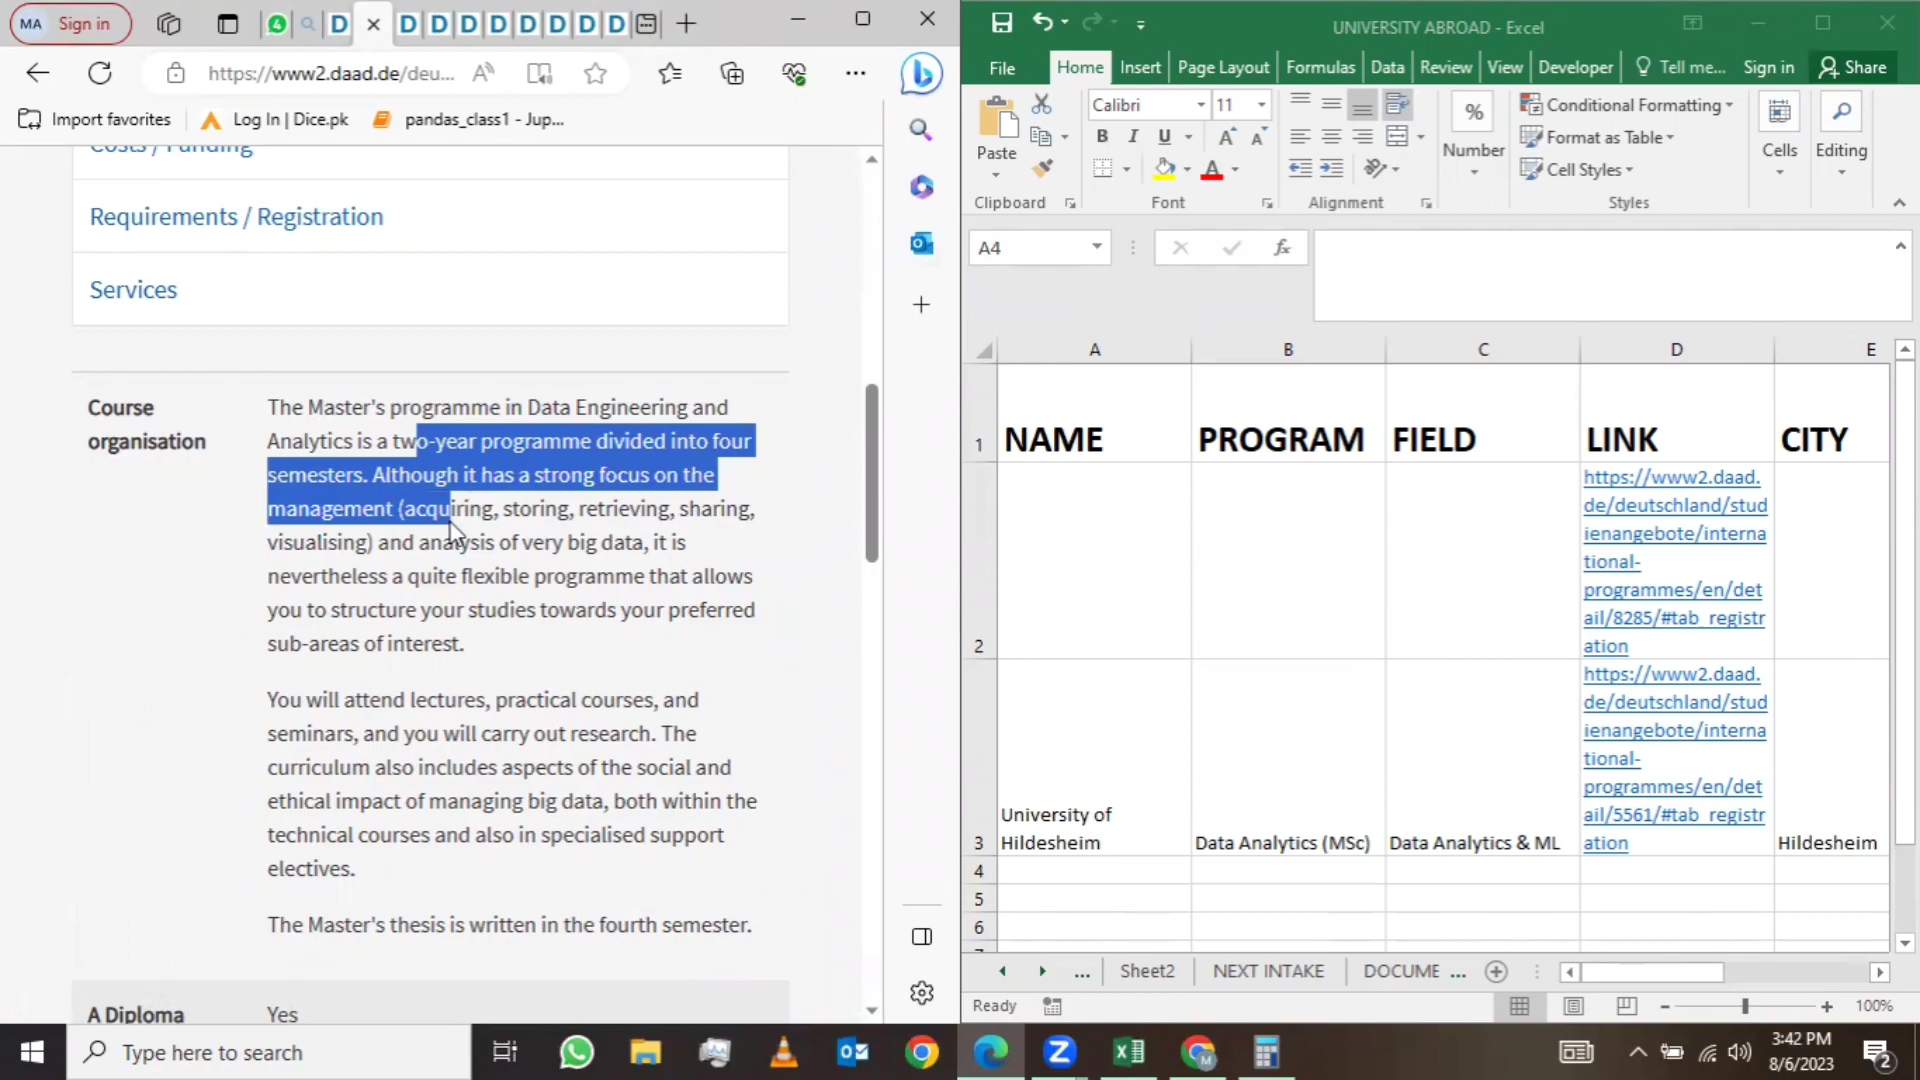 MA Sign in
4 D D D D D D D D D
UNIVERSITY ABROAD - Excel
https://www2.daad.de/deu...
File Home Insert Page Layout Formulas Data Review View Developer Tell me... Sign in Share
Import favorites Log In | Dice.pk pandas_class1 - Jup...
Paste Calibri 11 B I U A A A % Number Conditional Formatting Format as Table Cell Styles Cells Editing
Clipboard Font Alignment Styles
A4 fx
Costs / Funding
Requirements / Registration
Services
Course
organisation
The Master's programme in Data Engineering and
Analytics is a two-year programme divided into four
semesters. Although it has a strong focus on the
management (acquiring, storing, retrieving, sharing,
visualising) and analysis of very big data, it is
nevertheless a quite flexible programme that allows
you to structure your studies towards your preferred
sub-areas of interest.
You will attend lectures, practical courses, and
seminars, and you will carry out research. The
curriculum also includes aspects of the social and
ethical impact of managing big data, both within the
technical courses and also in specialised support
electives.
The Master's thesis is written in the fourth semester.
A Diploma Yes
A B C D E
1 NAME PROGRAM FIELD LINK CITY
https://www2.daad.
de/deutschland/stud
ienangebote/interna
tional-
programmes/en/det
ail/8285/#tab_registr
2 ation
https://www2.daad.
de/deutschland/stud
ienangebote/interna
tional-
programmes/en/det
University of ail/5561/#tab_registr
3 Hildesheim Data Analytics (MSc) Data Analytics & ML ation Hildesheim
4
5
6
... Sheet2 NEXT INTAKE DOCUME ...
Ready 100%
Type here to search
3:42 PM
8/6/2023
2